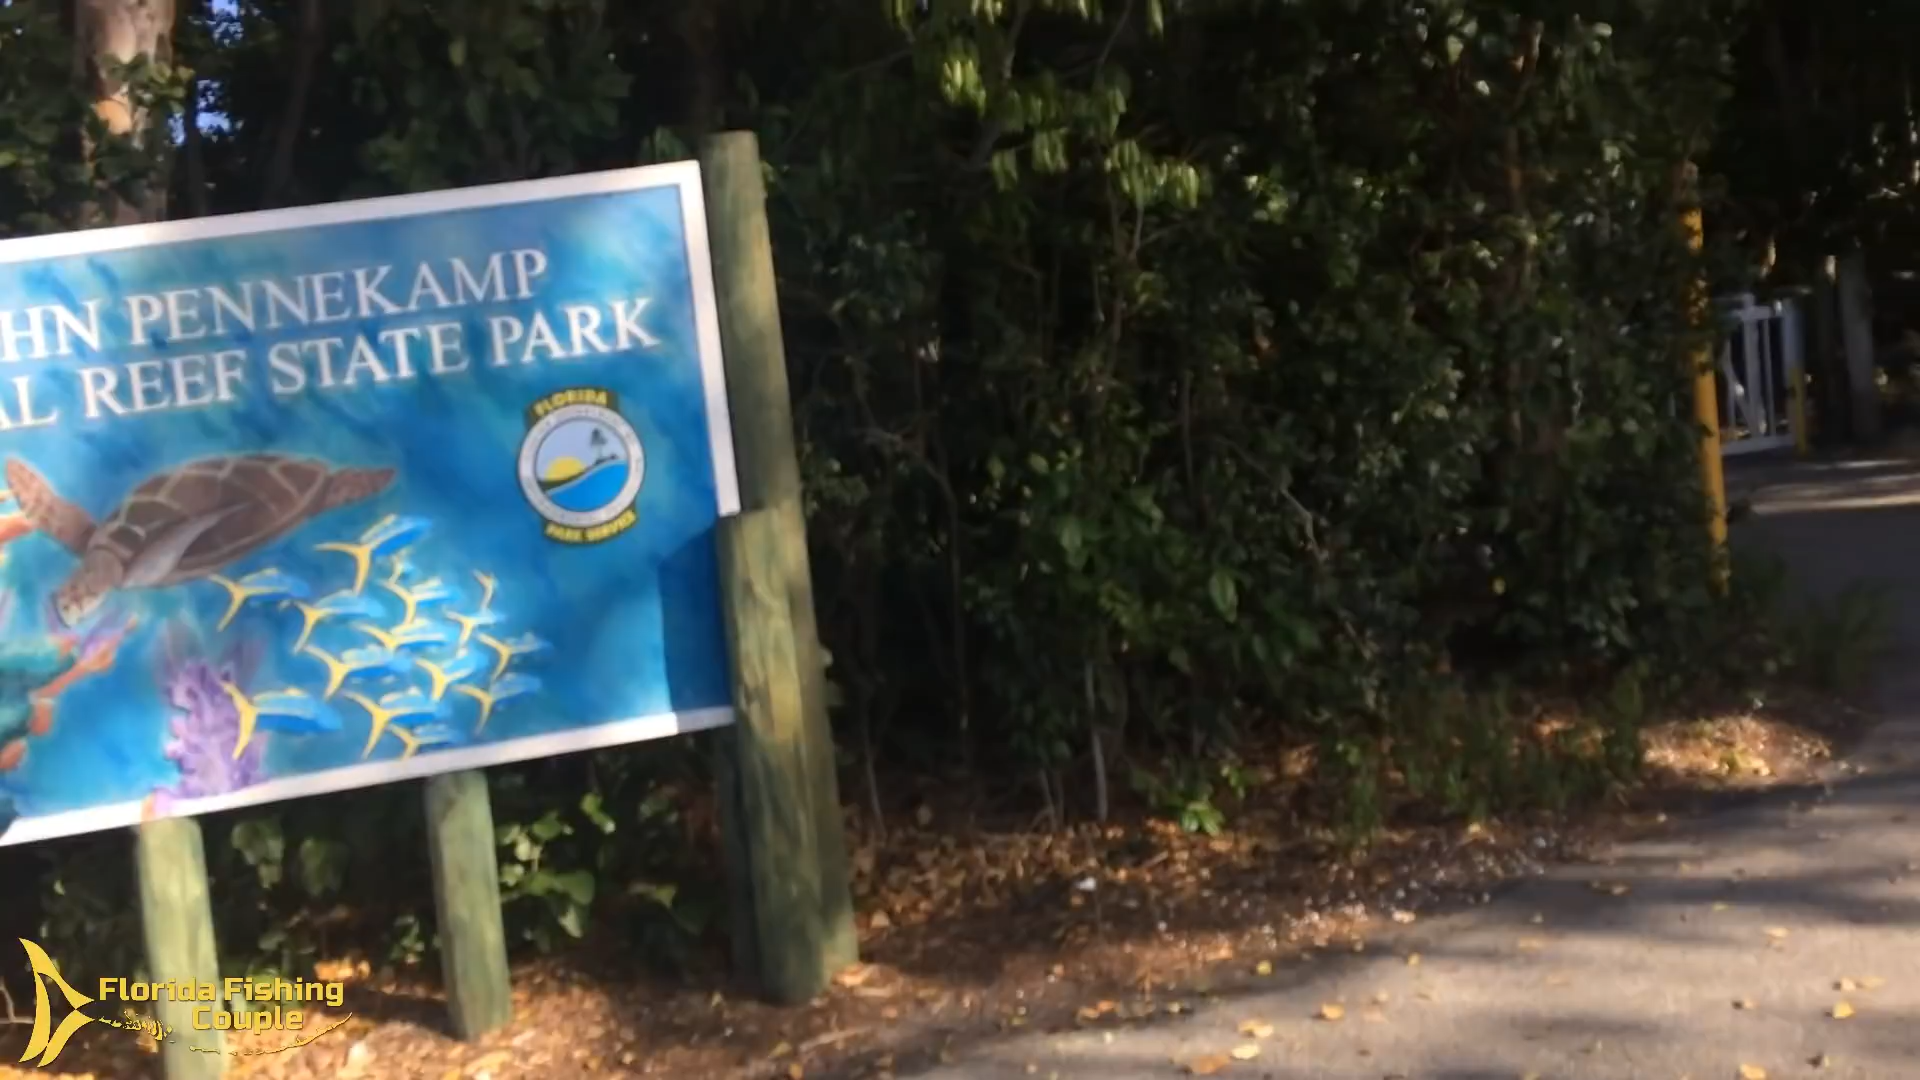 HN PENNEKAMP
AL REEF STATE PARK
FLORIDA
Florida Fishing
Couple